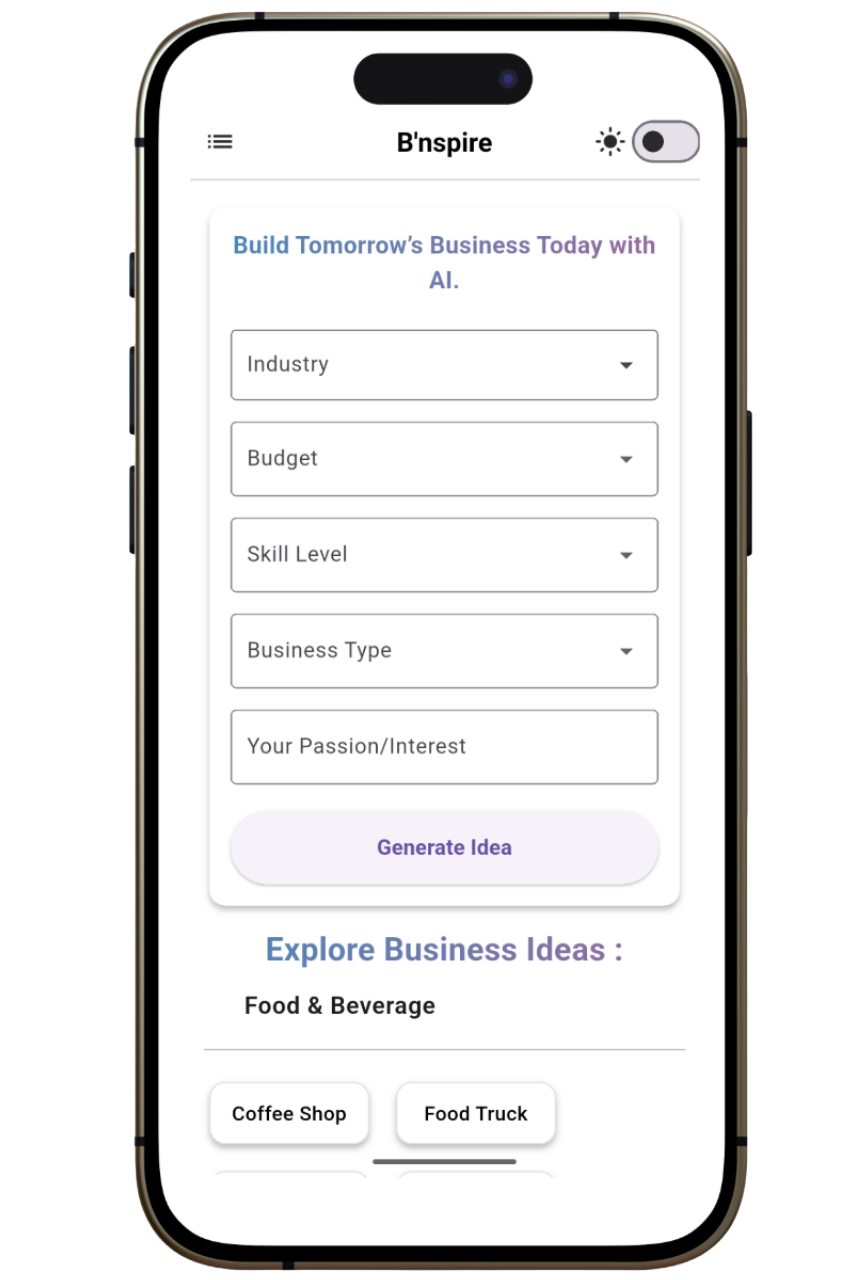 B'nspire
Build Tomorrow’s Business Today with
AI.
Industry
Budget
Skill Level
Business Type
Your Passion/Interest
Generate Idea
Explore Business Ideas :
Food & Beverage
Coffee Shop
Food Truck